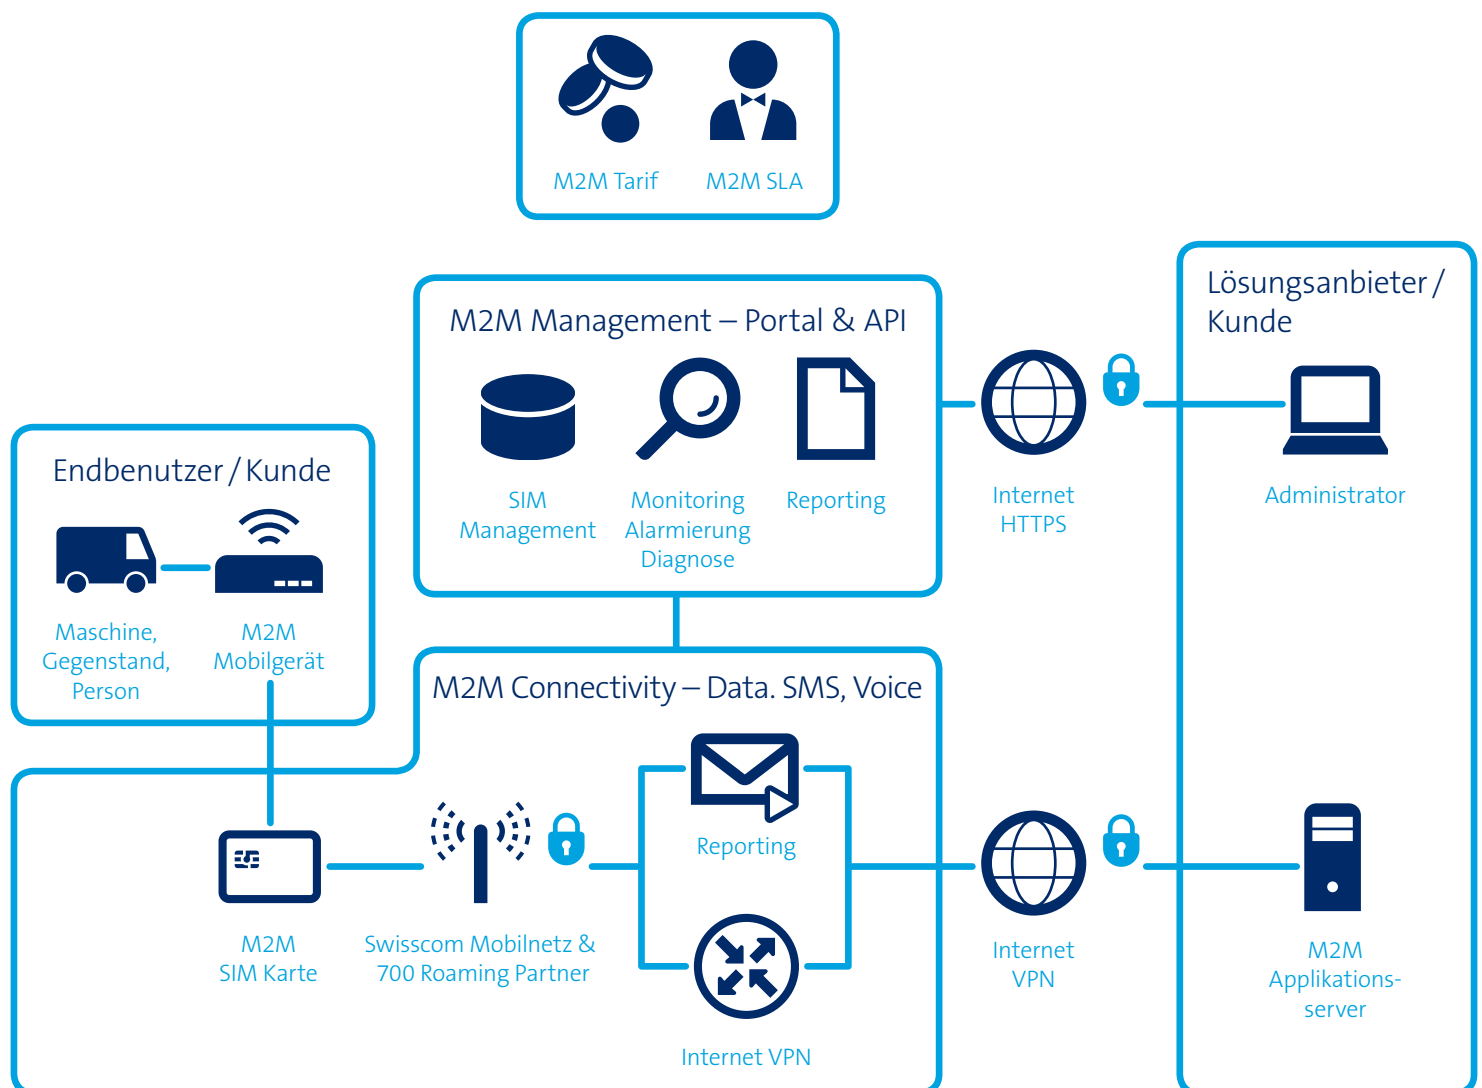 M2M Tarif
M2M SLA
M2M Management – Portal & API
SIM
Management
Monitoring
Alarmierung
Diagnose
Reporting
Internet
HTTPS
Lösungsanbieter /
Kunde
Administrator
Endbenutzer / Kunde
Maschine,
Gegenstand,
Person
M2M
Mobilgerät
M2M Connectivity – Data. SMS, Voice
Reporting
M2M
SIM Karte
Swisscom Mobilnetz &
700 Roaming Partner
Internet VPN
Internet
VPN
M2M
Applikations-
server